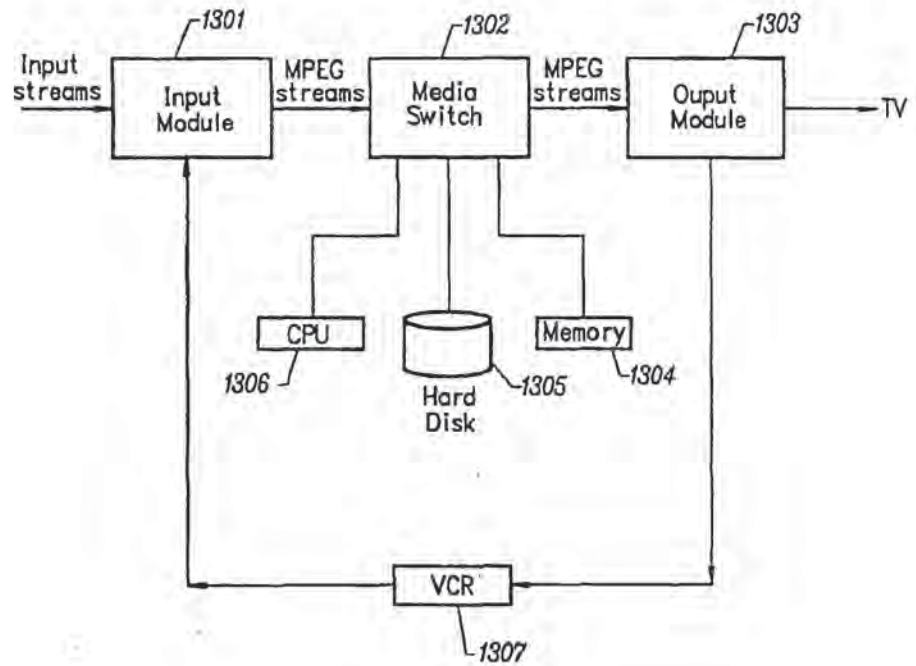 1301
1302
1303
Input
streams
Input
Module
MPEG
streams
Media
Switch
MPEG
streams
Ouput
Module
TV
CPU
1306
1305
Hard
Disk
Memory
1304
VCR
1307